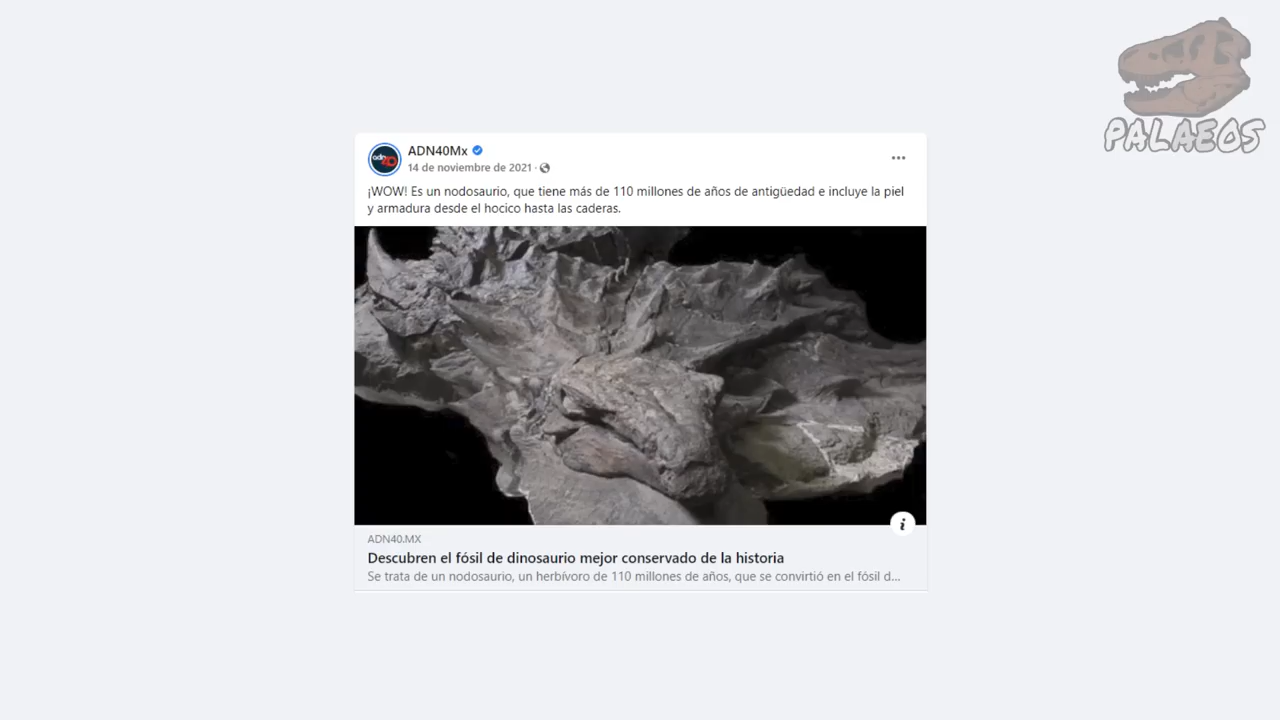 PALAEOS
ADN40Mx
14 de noviembre de 2021 ·
¡WOW! Es un nodosaurio, que tiene más de 110 millones de años de antigüedad e incluye la piel
y armadura desde el hocico hasta las caderas.
ADN40.MX
Descubren el fósil de dinosaurio mejor conservado de la historia
Se trata de un nodosaurio, un herbívoro de 110 millones de años, que se convirtió en el fósil d...